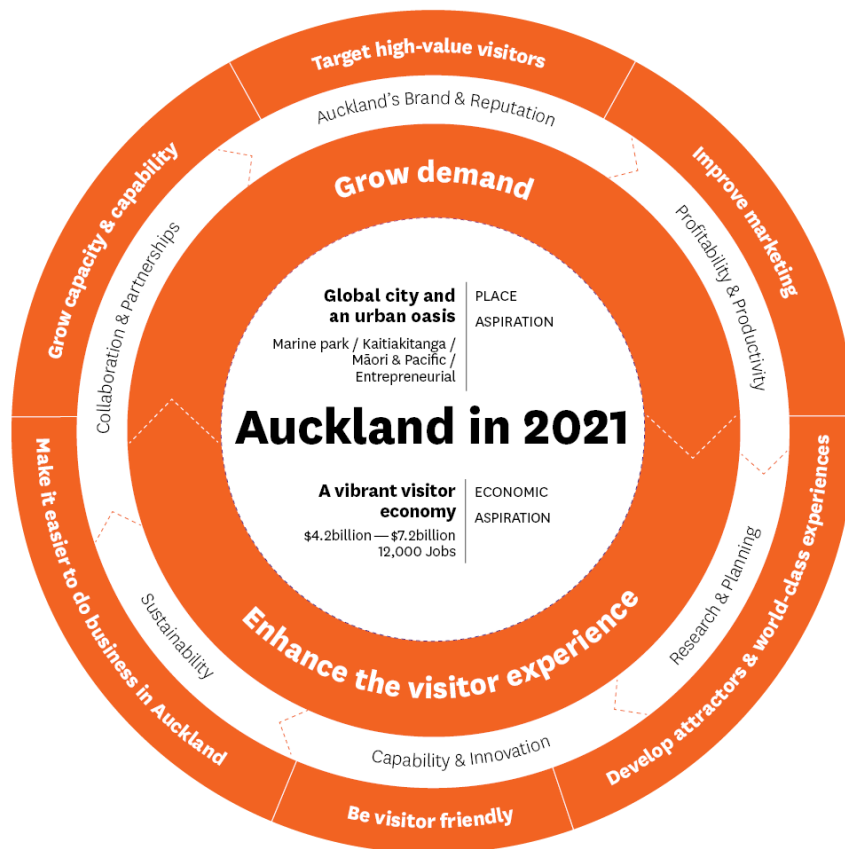 Target high-value visitors
Improve marketing
Develop attractors & world-class experiences
Be visitor friendly
Make it easier to do business in Auckland
Grow capacity & capability
Auckland's Brand & Reputation
Profitability & Productivity
Research & Planning
Capability & Innovation
Sustainability
Collaboration & Partnerships
Grow demand
Enhance the visitor experience
Global city and
an urban oasis
Marine park / Kaitiakitanga /
Māori & Pacific /
Entrepreneurial
PLACE
ASPIRATION
Auckland in 2021
A vibrant visitor
economy
$4.2billion — $7.2billion
12,000 Jobs
ECONOMIC
ASPIRATION